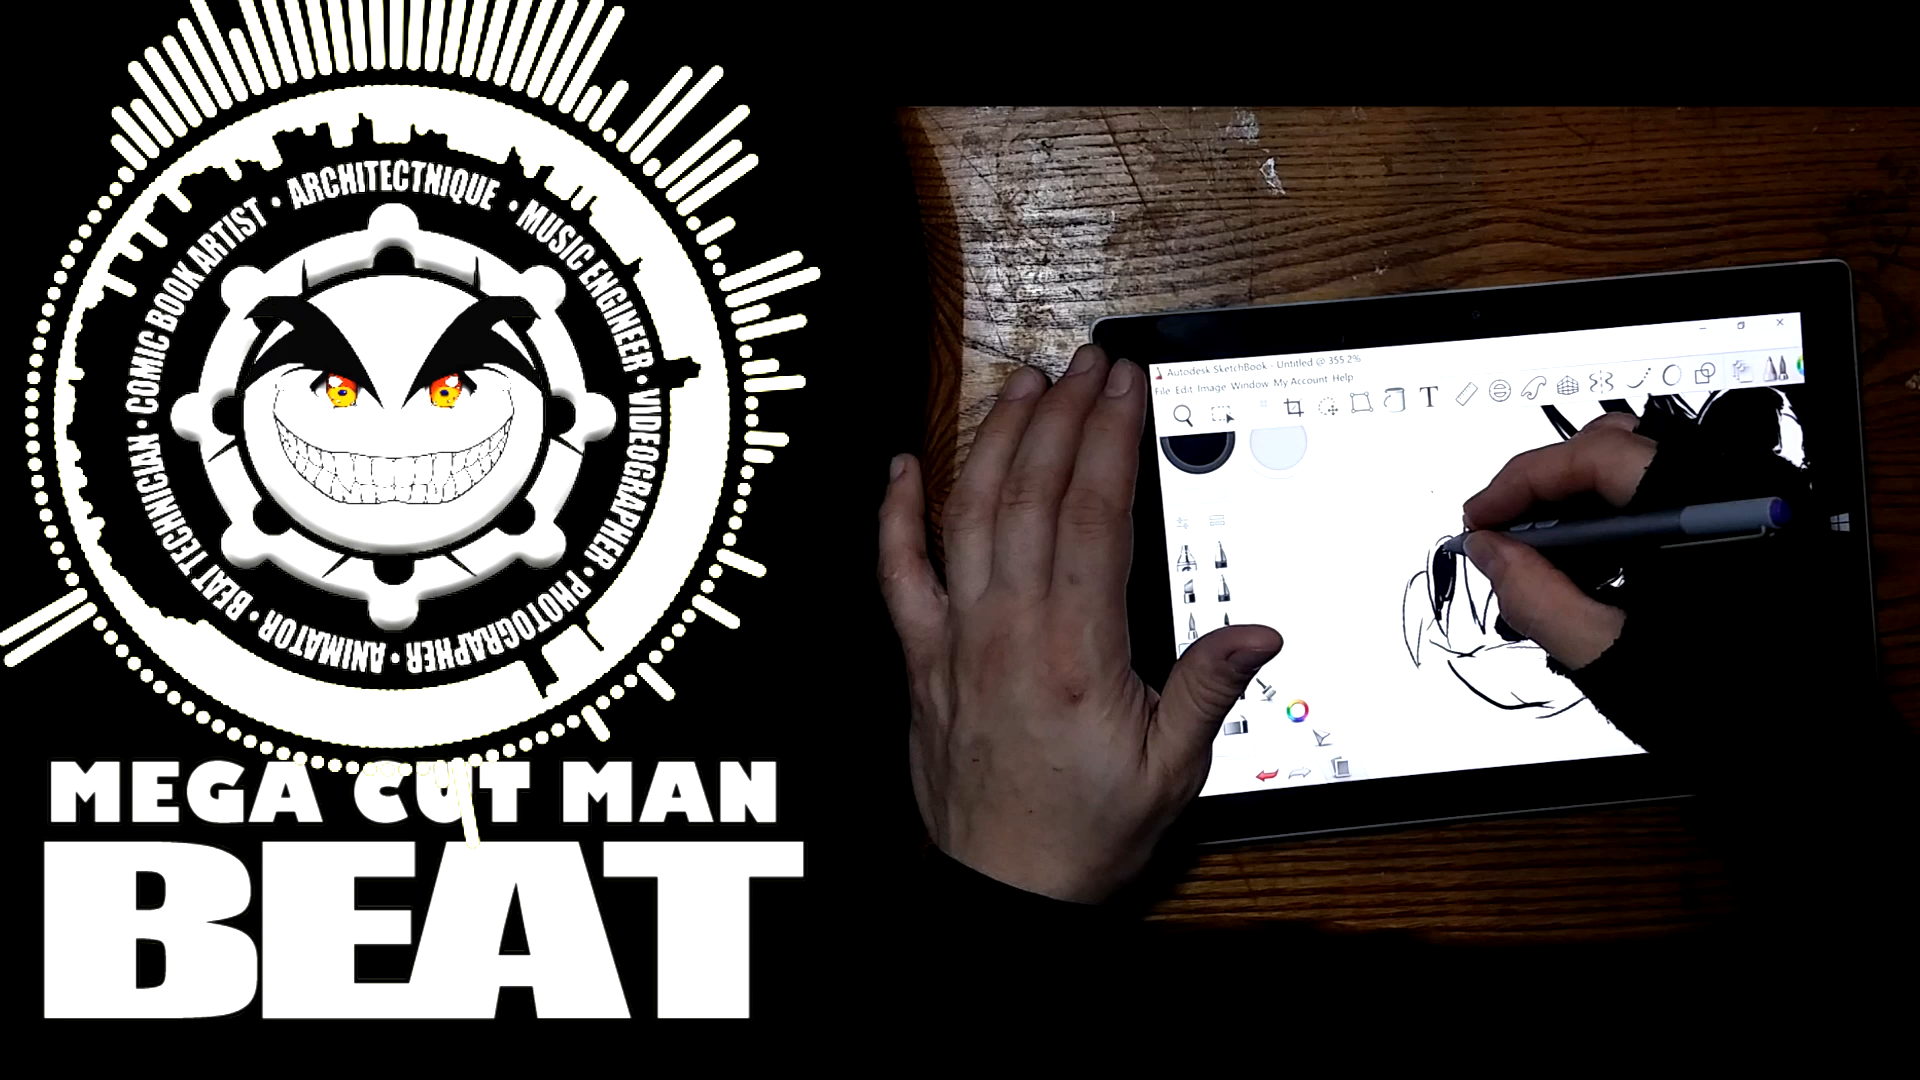 ARCHITECTNIQUE • MUSIC ENGINEER • VIDEOGRAPHER • PHOTOGRAPHER • ANIMATOR • BEAT TECHNICIAN • COMIC BOOK ARTIST •
MEGA CUT MAN
BEAT
Autodesk SketchBook - Untitled @ 355.2%
File Edit Image Window My Account Help
T